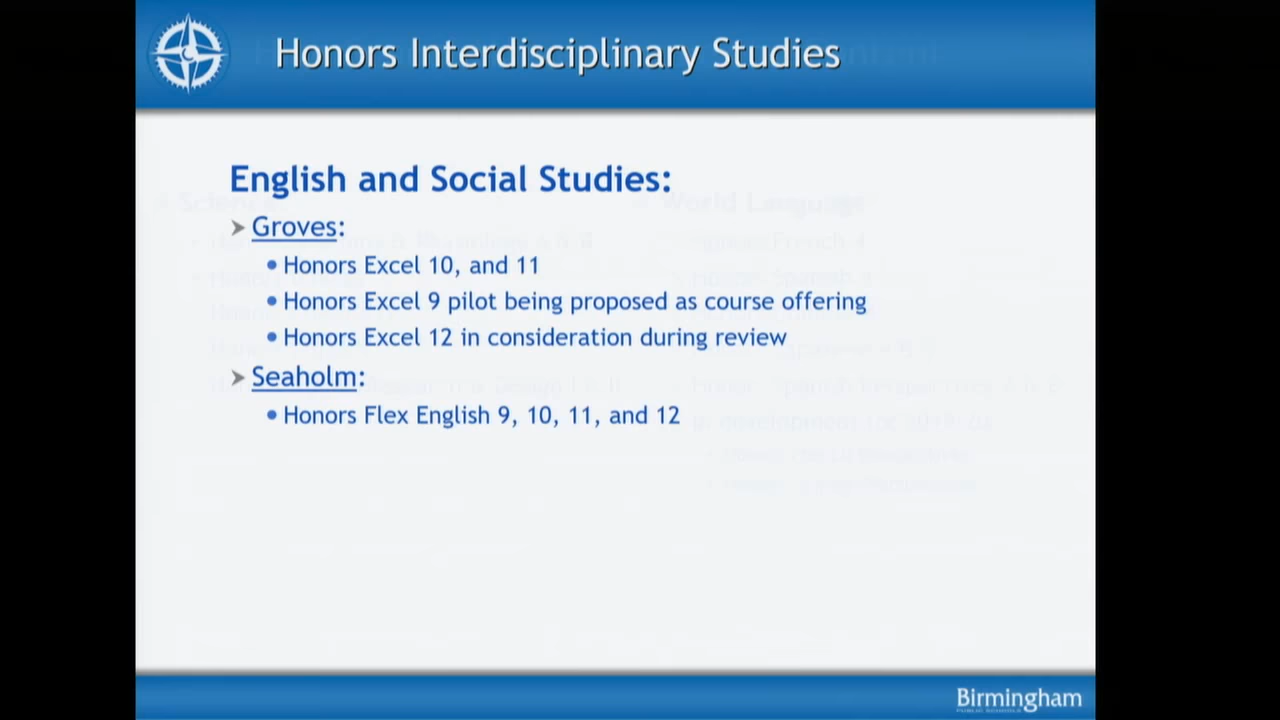 Honors Interdisciplinary Studies
English and Social Studies:
Groves:
Honors Excel 10, and 11
Honors Excel 9 pilot being proposed as course offering
Honors Excel 12 in consideration during review
Seaholm:
Honors Flex English 9, 10, 11, and 12
Birmingham
PUBLIC SCHOOLS